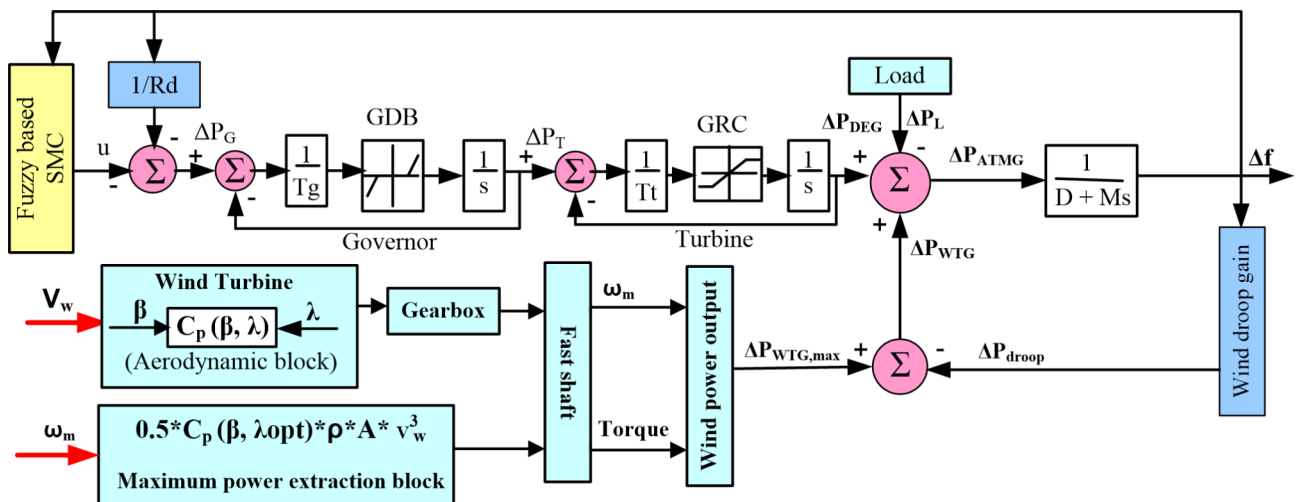 Fuzzy based
SMC
u
-
1/Rd
-
Σ
ΔP_G
+
Σ
-
1
Tg
GDB
1
s
Governor
ΔP_T
+
Σ
-
1
Tt
GRC
1
s
Turbine
Load
ΔP_DEG
ΔP_L
+
-
Σ
+
ΔP_ATMG
1
D + Ms
Δf
ΔP_WTG
Wind droop gain
V_w
Wind Turbine
β
C_p (β, λ)
λ
(Aerodynamic block)
Gearbox
Fast shaft
ω_m
Torque
Wind power output
ΔP_WTG,max
+
Σ
-
ΔP_droop
ω_m
0.5*C_p (β, λopt)*ρ*A* v_w^3
Maximum power extraction block